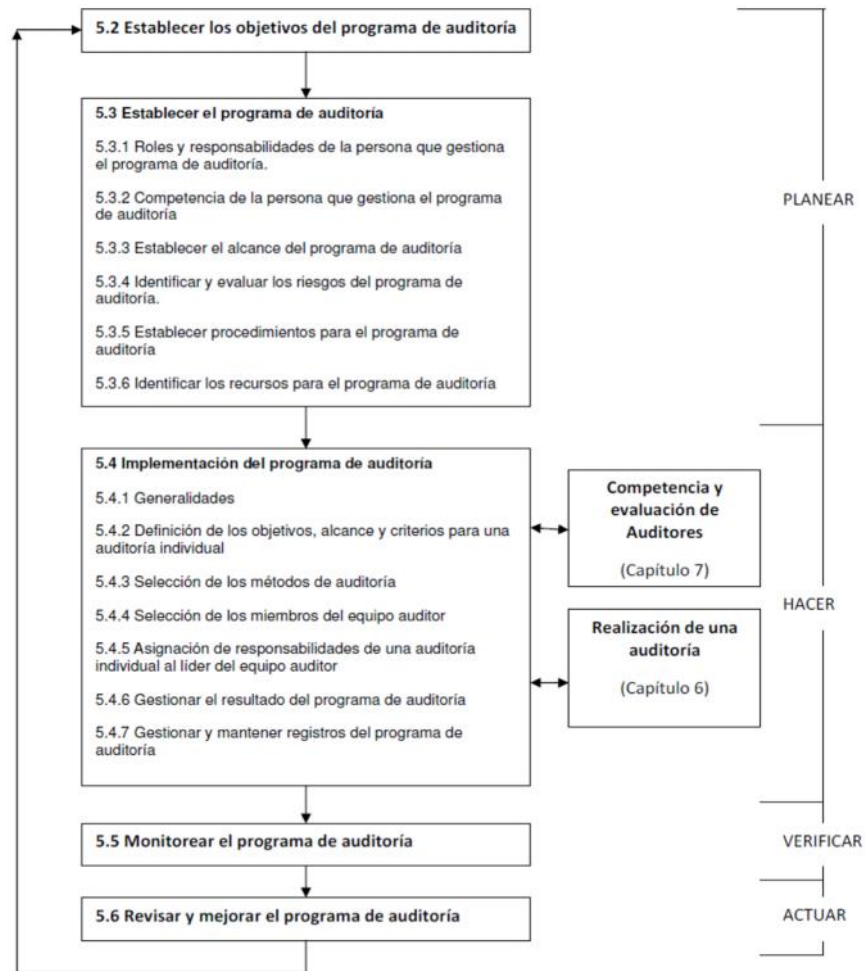 5.2 Establecer los objetivos del programa de auditoría
5.3 Establecer el programa de auditoría
5.3.1 Roles y responsabilidades de la persona que gestiona
el programa de auditoría.
5.3.2 Competencia de la persona que gestiona el programa
de auditoría
5.3.3 Establecer el alcance del programa de auditoría
5.3.4 Identificar y evaluar los riesgos del programa de
auditoría.
5.3.5 Establecer procedimientos para el programa de
auditoría
5.3.6 Identificar los recursos para el programa de auditoría
PLANEAR
5.4 Implementación del programa de auditoría
5.4.1 Generalidades
5.4.2 Definición de los objetivos, alcance y criterios para una
auditoría individual
5.4.3 Selección de los métodos de auditoría
5.4.4 Selección de los miembros del equipo auditor
5.4.5 Asignación de responsabilidades de una auditoría
individual al líder del equipo auditor
5.4.6 Gestionar el resultado del programa de auditoría
5.4.7 Gestionar y mantener registros del programa de
auditoría
Competencia y
evaluación de
Auditores
(Capítulo 7)
Realización de una
auditoría
(Capítulo 6)
HACER
5.5 Monitorear el programa de auditoría
VERIFICAR
5.6 Revisar y mejorar el programa de auditoría
ACTUAR